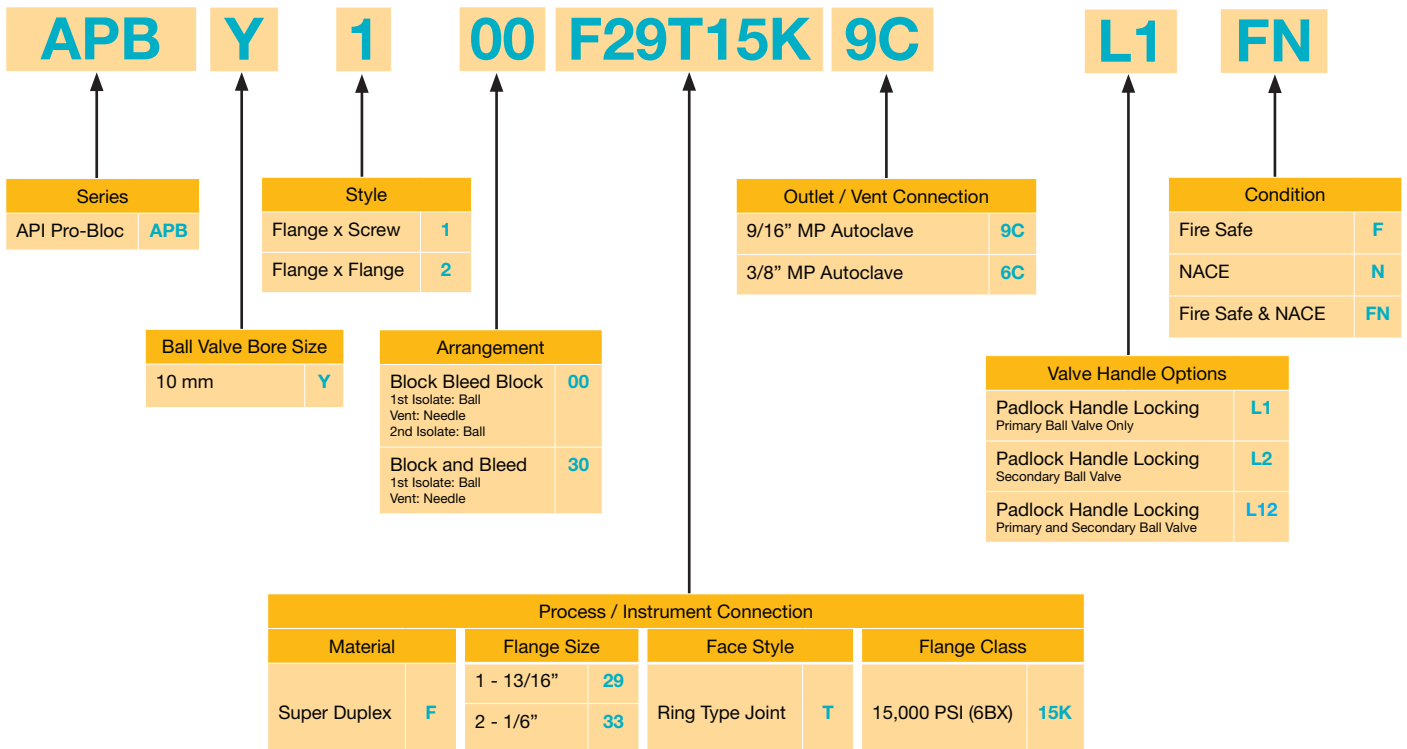 APB Y 1 00 F29T15K 9C L1 FN
Series
API Pro-Bloc APB
Style
Flange x Screw 1
Flange x Flange 2
Outlet / Vent Connection
9/16” MP Autoclave 9C
3/8” MP Autoclave 6C
Condition
Fire Safe F
NACE N
Fire Safe & NACE FN
Ball Valve Bore Size
10 mm Y
Arrangement
Block Bleed Block 00
1st Isolate: Ball
Vent: Needle
2nd Isolate: Ball
Block and Bleed 30
1st Isolate: Ball
Vent: Needle
Valve Handle Options
Padlock Handle Locking L1
Primary Ball Valve Only
Padlock Handle Locking L2
Secondary Ball Valve
Padlock Handle Locking L12
Primary and Secondary Ball Valve
Process / Instrument Connection
Material Flange Size Face Style Flange Class
1 - 13/16” 29
Super Duplex F Ring Type Joint T 15,000 PSI (6BX) 15K
2 - 1/6” 33